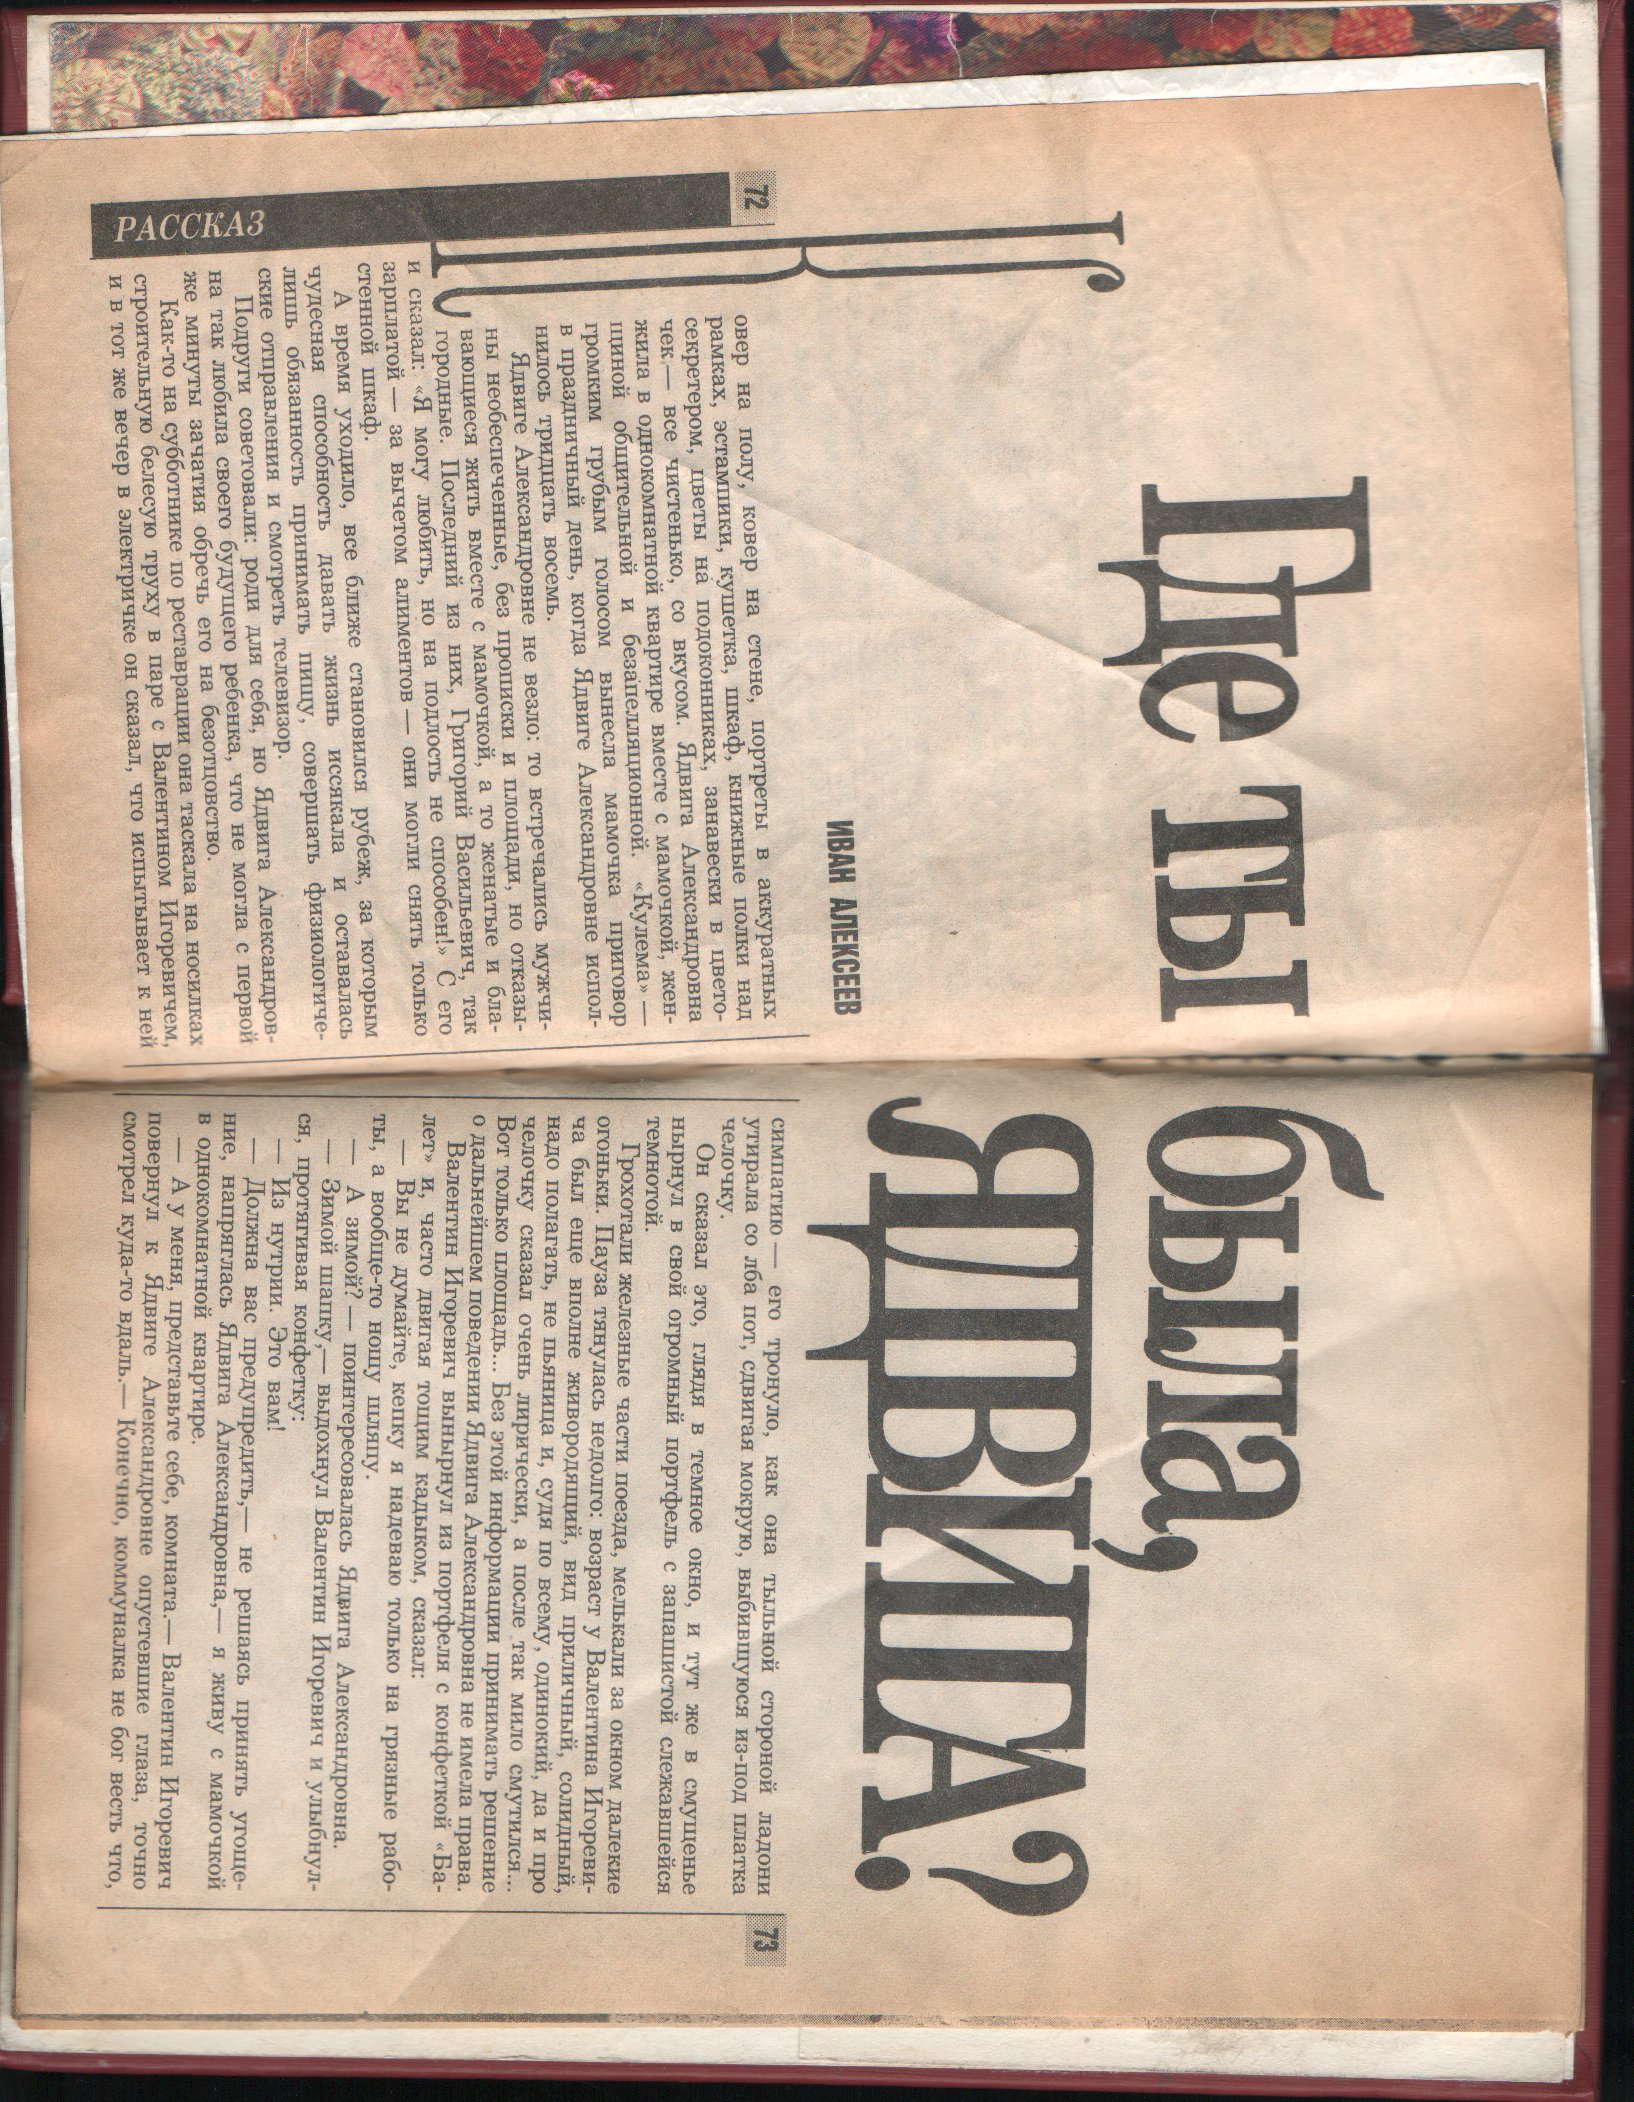 72
РАССКАЗ
Где ты
была,
ЯДВИГА?
ИВАН АЛЕКСЕЕВ
Ковер на полу, ковер на стене, портреты в аккуратных
рамках, эстампики, кушетка, шкаф, книжные полки над
секретером, цветы на подоконниках, занавески в цвето-
чек — все чистенько, со вкусом. Ядвига Александровна
жила в однокомнатной квартире вместе с мамочкой, жен-
щиной общительной и безапелляционной. «Кулема» —
громким грубым голосом вынесла мамочка приговор
в праздничный день, когда Ядвиге Александровне испол-
нилось тридцать восемь.
Ядвиге Александровне не везло: то встречались мужчи-
ны необеспеченные, без прописки и площади, но отказы-
вающиеся жить вместе с мамочкой, а то женатые и бла-
городные. Последний из них, Григорий Васильевич, так
и сказал: «Я могу любить, но на подлость не способен!» С его
зарплатой — за вычетом алиментов — они могли снять только
стенной шкаф.
А время уходило, все ближе становился рубеж, за которым
чудесная способность давать жизнь иссякала и оставалась
лишь обязанность принимать пищу, совершать физиологиче-
ские отправления и смотреть телевизор.
Подруги советовали: роди для себя, но Ядвига Александров-
на так любила своего будущего ребенка, что не могла с первой
же минуты зачатия обречь его на безотцовство.
Как-то на субботнике по реставрации она таскала на носилках
строительную белесую труху в паре с Валентином Игоревичем,
и в тот же вечер в электричке он сказал, что испытывает к ней
симпатию — его тронуло, как она тыльной стороной ладони
утирала со лба пот, сдвигая мокрую, выбившуюся из-под платка
челочку.
Он сказал это, глядя в темное окно, и тут же в смущенье
нырнул в свой огромный портфель с запашистой слежавшейся
темнотой.
Грохотали железные части поезда, мелькали за окном далекие
огоньки. Пауза тянулась недолго: возраст у Валентина Игореви-
ча был еще вполне живородящий, вид приличный, солидный,
надо полагать, не пьяница и, судя по всему, одинокий, да и про
челочку сказал очень лирически, а после так мило смутился...
Вот только площадь... Без этой информации принимать решение
о дальнейшем поведении Ядвига Александровна не имела права.
Валентин Игоревич вынырнул из портфеля с конфеткой «Ба-
лет» и, часто двигая тощим кадыком, сказал:
— Вы не думайте, кепку я надеваю только на грязные рабо-
ты, а вообще-то ношу шляпу.
— А зимой? — поинтересовалась Ядвига Александровна.
— Зимой шапку,— выдохнул Валентин Игоревич и улыбнул-
ся, протягивая конфетку:
— Из нутрии. Это вам!
— Должна вас предупредить,— не решаясь принять угоще-
ние, напряглась Ядвига Александровна,— я живу с мамочкой
в однокомнатной квартире.
— А у меня, представьте себе, комната.— Валентин Игоревич
повернул к Ядвиге Александровне опустевшие глаза, точно
смотрел куда-то вдаль.— Конечно, коммуналка не бог весть что,
73